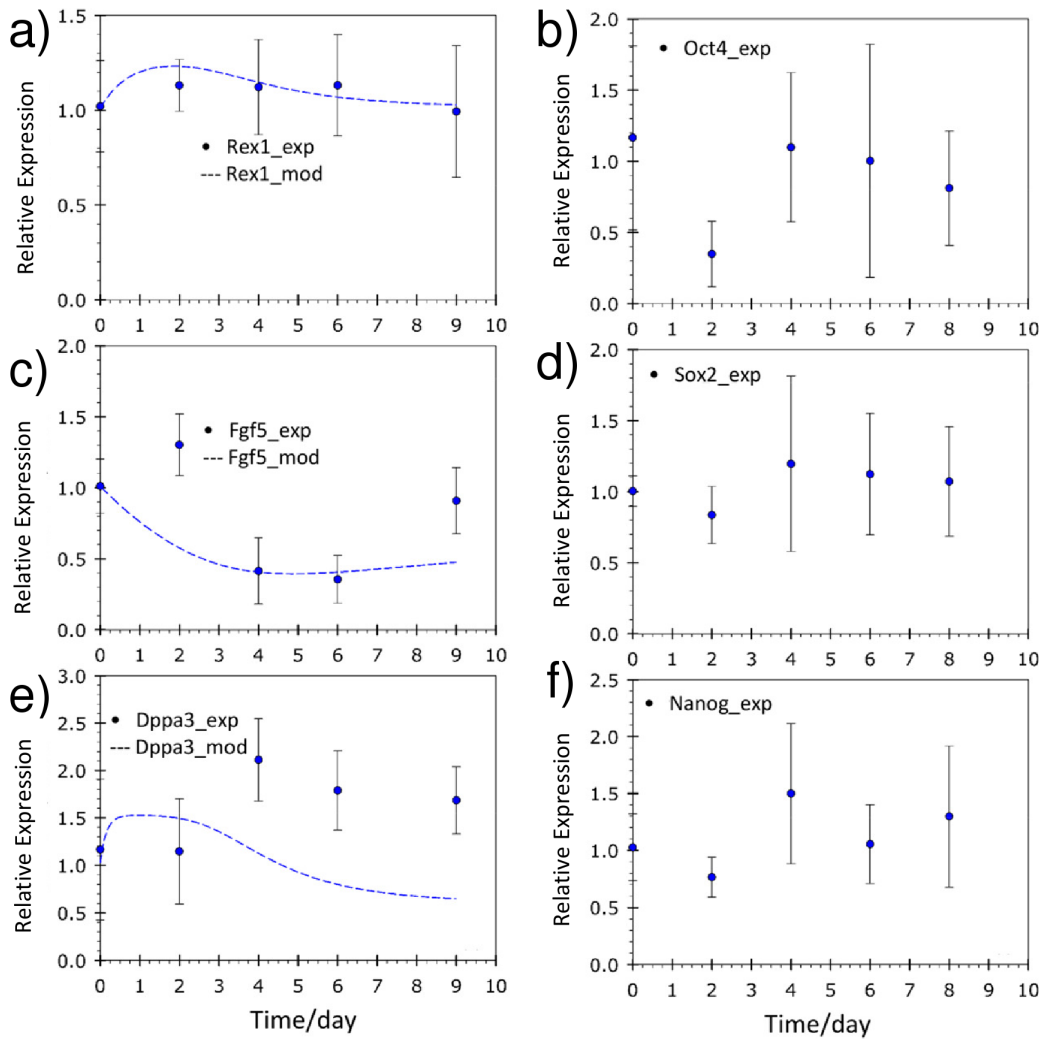 a)
1.5
1.0
0.5
0.0
Relative Expression
Rex1_exp
--- Rex1_mod
0 1 2 3 4 5 6 7 8 9 10
b)
2.0
1.5
1.0
0.5
0.0
Relative Expression
Oct4_exp
0 1 2 3 4 5 6 7 8 9 10
c)
2.0
1.5
1.0
0.5
0.0
Relative Expression
Fgf5_exp
--- Fgf5_mod
0 1 2 3 4 5 6 7 8 9 10
d)
2.0
1.5
1.0
0.5
0.0
Relative Expression
Sox2_exp
0 1 2 3 4 5 6 7 8 9 10
e)
3.0
2.5
2.0
1.5
1.0
0.5
0.0
Relative Expression
Dppa3_exp
--- Dppa3_mod
0 1 2 3 4 5 6 7 8 9 10
Time/day
f)
2.5
2.0
1.5
1.0
0.5
0.0
Relative Expression
Nanog_exp
0 1 2 3 4 5 6 7 8 9 10
Time/day